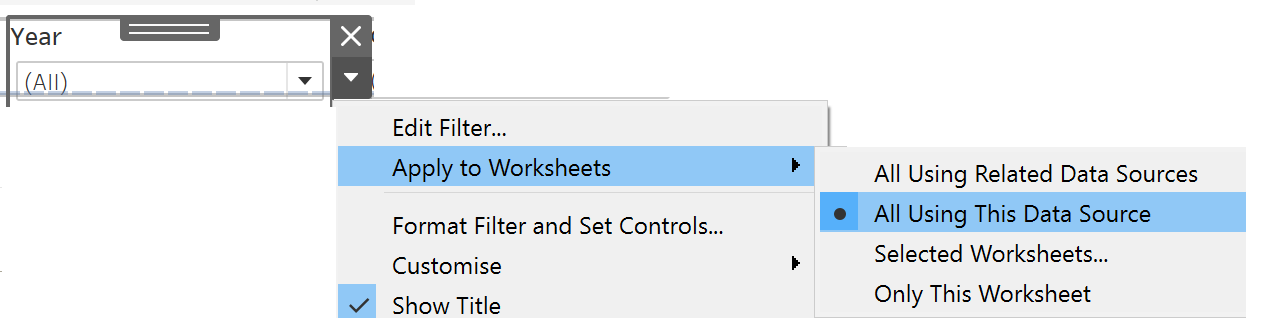 Year
(All)
Edit Filter...
Apply to Worksheets
Format Filter and Set Controls...
Customise
Show Title
All Using Related Data Sources
All Using This Data Source
Selected Worksheets...
Only This Worksheet